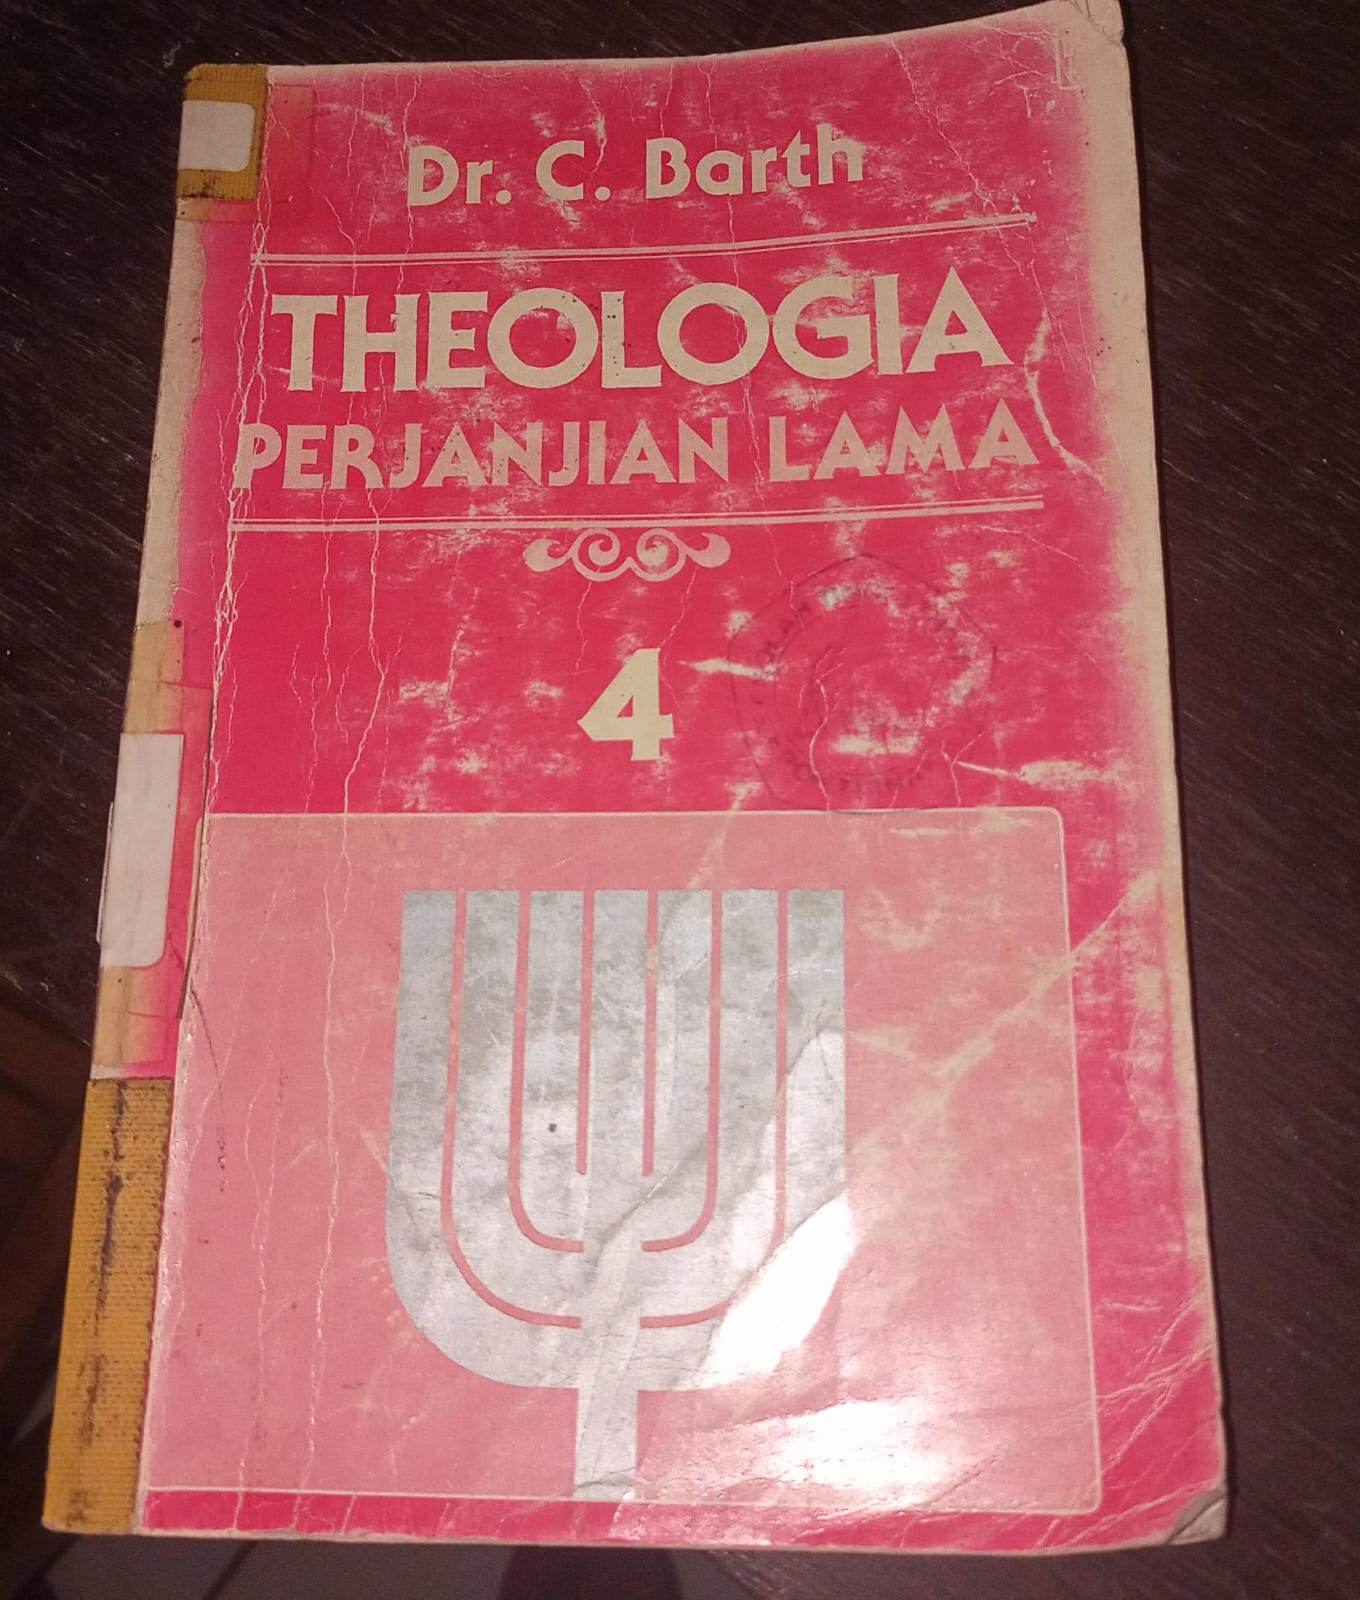 Dr. C. Barth
THEOLOGIA
PERJANJIAN LAMA
4